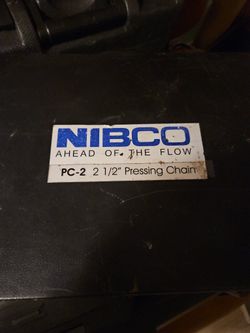 NIBCO
AHEAD OF THE FLOW
PC-2 2 1/2" Pressing Chain